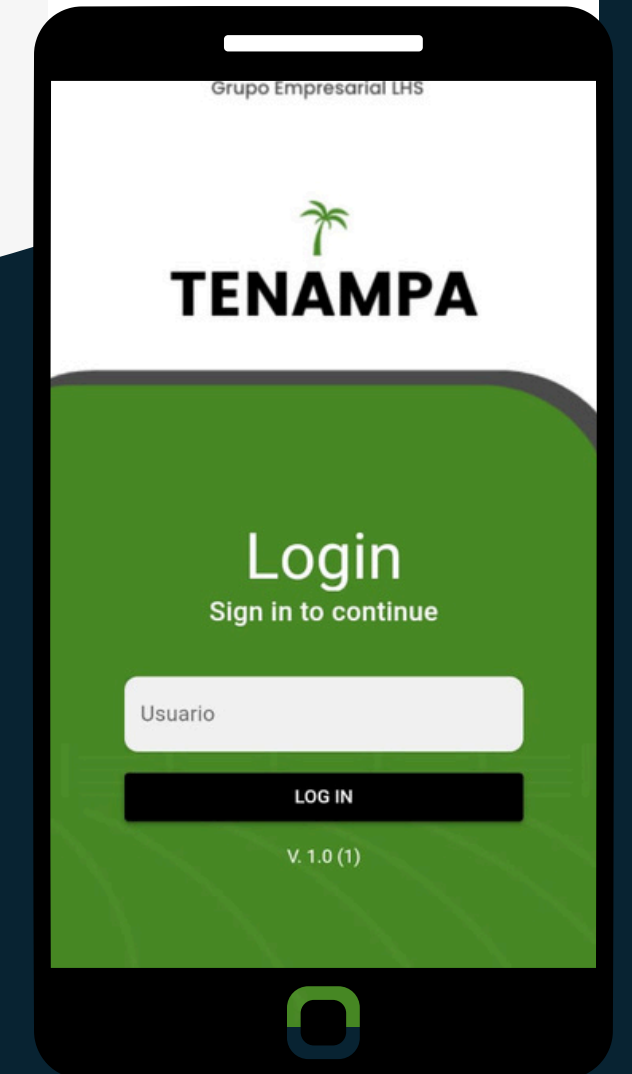 Grupo Empresarial LHS
TENAMPA
Login
Sign in to continue
Usuario
LOG IN
V. 1.0 (1)